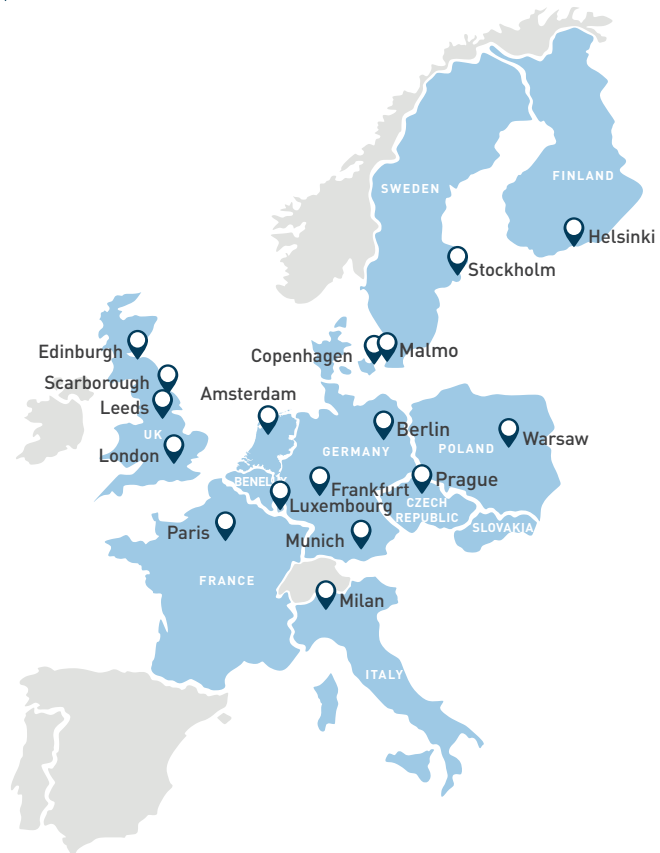 SWEDEN
FINLAND
Helsinki
Stockholm
Edinburgh
Copenhagen
Malmo
Scarborough
Leeds
Amsterdam
UK
London
Berlin
GERMANY
POLAND
Warsaw
BENELUX
Frankfurt
Prague
Luxembourg
CZECH
REPUBLIC
SLOVAKIA
Paris
Munich
FRANCE
Milan
ITALY